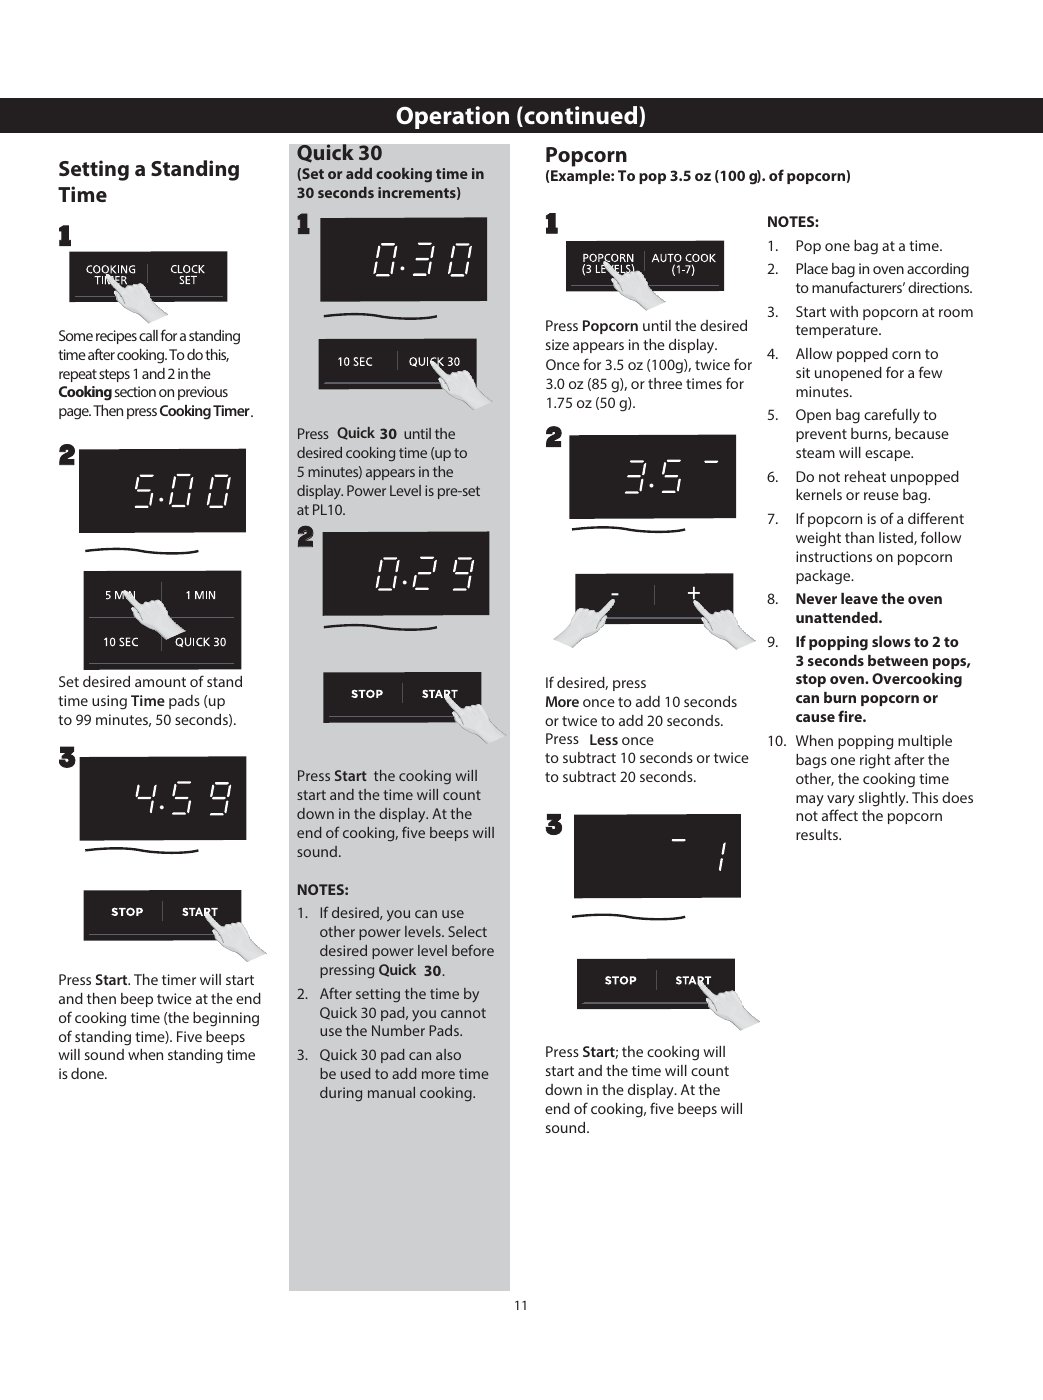 Operation (continued)
Setting a Standing
Time
1
COOKING
TIMER
CLOCK
SET
Some recipes call for a standing
time after cooking. To do this,
repeat steps 1 and 2 in the
Cooking section on previous
page. Then press Cooking Timer.
2
5.00
5 MIN
1 MIN
10 SEC
QUICK 30
Set desired amount of stand
time using Time pads (up
to 99 minutes, 50 seconds).
3
4.59
STOP
START
Press Start. The timer will start
and then beep twice at the end
of cooking time (the beginning
of standing time). Five beeps
will sound when standing time
is done.
Quick 30
(Set or add cooking time in
30 seconds increments)
1
0.30
10 SEC
QUICK 30
Press Quick 30 until the
desired cooking time (up to
5 minutes) appears in the
display. Power Level is pre-set
at PL10.
2
0.29
STOP
START
Press Start the cooking will
start and the time will count
down in the display. At the
end of cooking, five beeps will
sound.
NOTES:
1. If desired, you can use
other power levels. Select
desired power level before
pressing Quick 30.
2. After setting the time by
Quick 30 pad, you cannot
use the Number Pads.
3. Quick 30 pad can also
be used to add more time
during manual cooking.
Popcorn
(Example: To pop 3.5 oz (100 g). of popcorn)
1
POPCORN
(3 LEVELS)
AUTO COOK
(1-7)
Press Popcorn until the desired
size appears in the display.
Once for 3.5 oz (100g), twice for
3.0 oz (85 g), or three times for
1.75 oz (50 g).
2
3.5 -
- +
If desired, press
More once to add 10 seconds
or twice to add 20 seconds.
Press Less once
to subtract 10 seconds or twice
to subtract 20 seconds.
3
- 1
STOP
START
Press Start; the cooking will
start and the time will count
down in the display. At the
end of cooking, five beeps will
sound.
NOTES:
1. Pop one bag at a time.
2. Place bag in oven according
to manufacturers’ directions.
3. Start with popcorn at room
temperature.
4. Allow popped corn to
sit unopened for a few
minutes.
5. Open bag carefully to
prevent burns, because
steam will escape.
6. Do not reheat unpopped
kernels or reuse bag.
7. If popcorn is of a different
weight than listed, follow
instructions on popcorn
package.
8. Never leave the oven
unattended.
9. If popping slows to 2 to
3 seconds between pops,
stop oven. Overcooking
can burn popcorn or
cause fire.
10. When popping multiple
bags one right after the
other, the cooking time
may vary slightly. This does
not affect the popcorn
results.
11